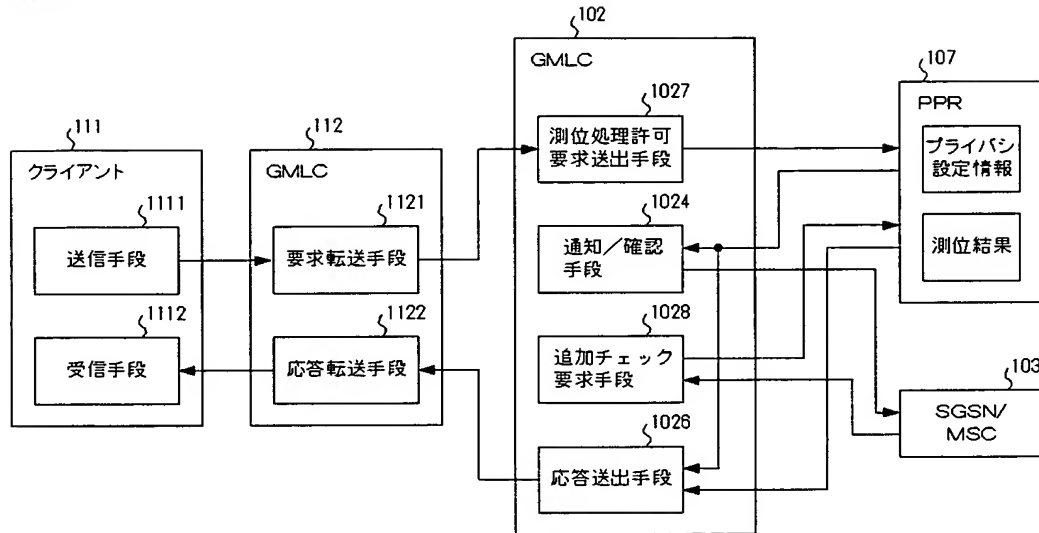 111
クライアント
1111
送信手段
1112
受信手段
112
GMLC
1121
要求転送手段
1122
応答転送手段
102
GMLC
1027
測位処理許可
要求送出手段
1024
通知／確認
手段
1028
追加チェック
要求手段
1026
応答送出手段
107
PPR
プライバシ
設定情報
測位結果
103
SGSN/
MSC